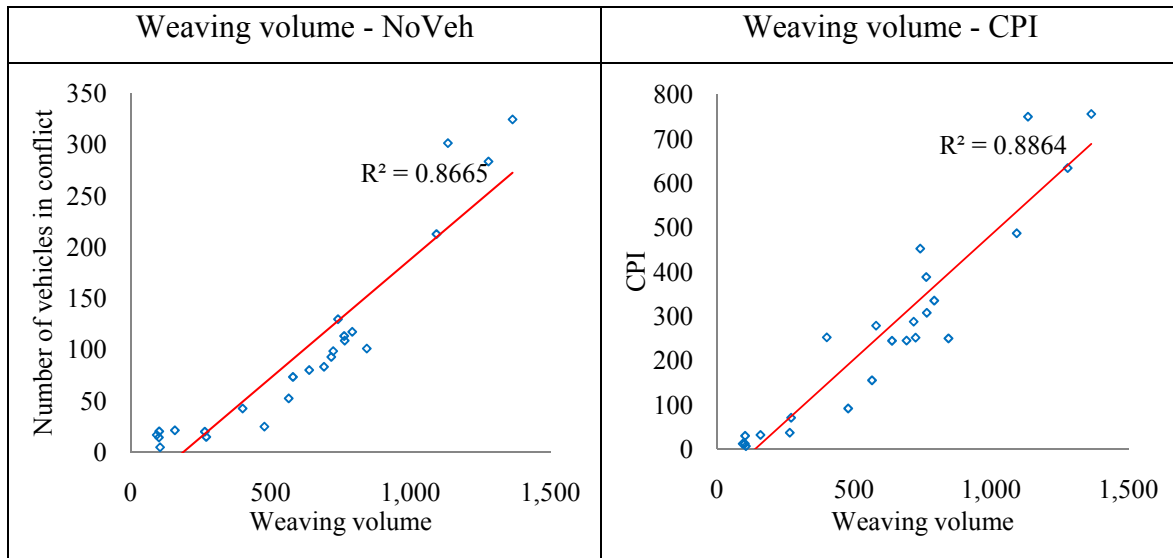 Weaving volume - NoVeh
Number of vehicles in conflict
350
300
250
200
150
100
50
0
R² = 0.8665
0 500 1,000 1,500
Weaving volume
Weaving volume - CPI
CPI
800
700
600
500
400
300
200
100
0
R² = 0.8864
0 500 1,000 1,500
Weaving volume